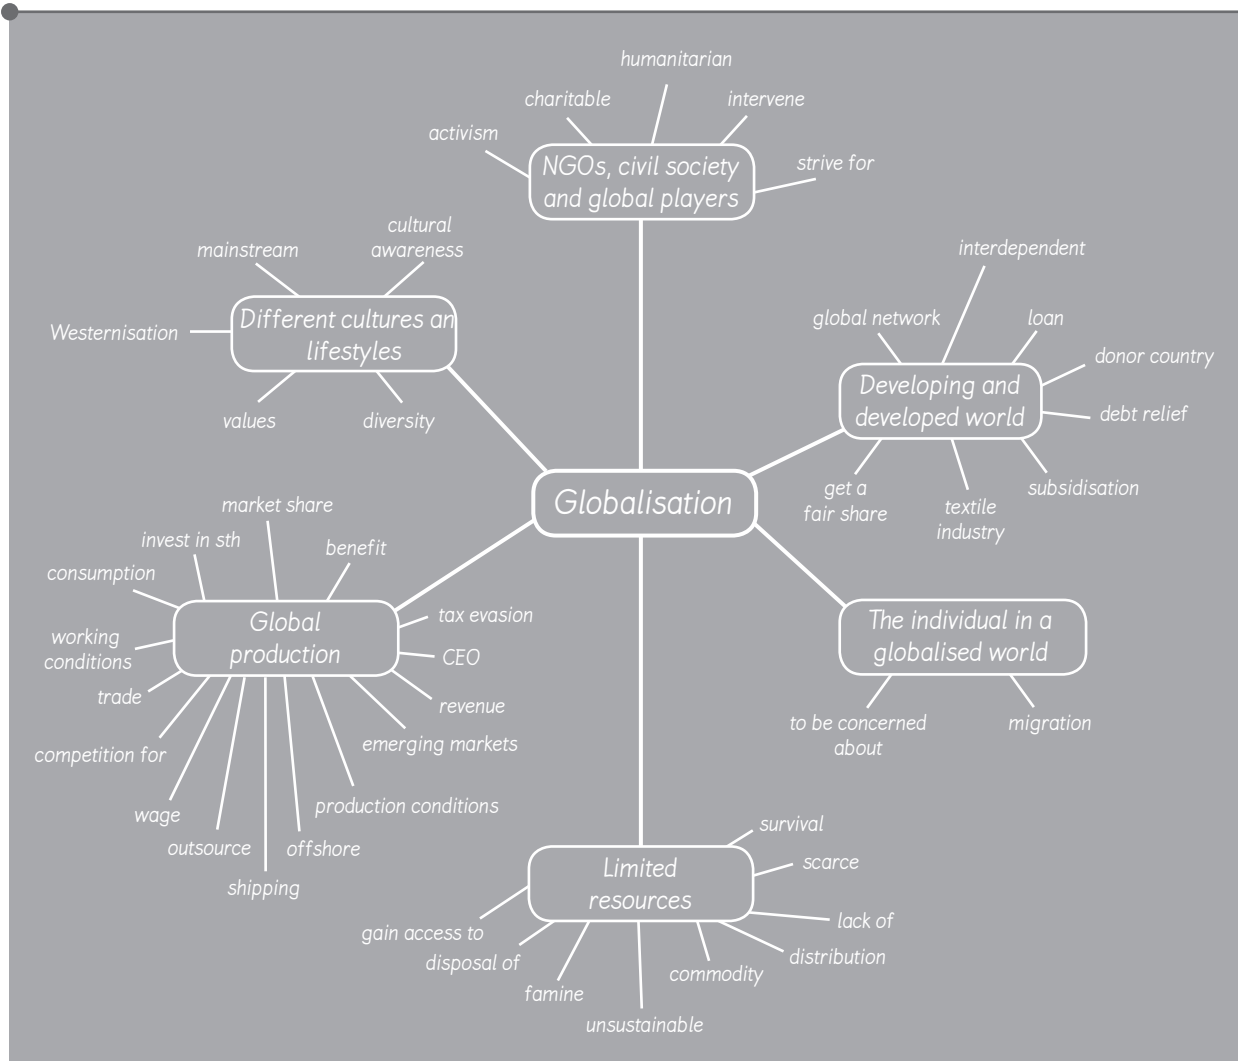 humanitarian
charitable
intervene
activism
strive for
NGOs, civil society
and global players
cultural
awareness
mainstream
Westernisation
Different cultures an
lifestyles
values
diversity
interdependent
global network
loan
donor country
debt relief
Developing and
developed world
get a
fair share
textile
industry
subsidisation
Globalisation
market share
invest in sth
benefit
consumption
working
conditions
trade
Global
production
tax evasion
CEO
revenue
emerging markets
competition for
wage
outsource
shipping
offshore
production conditions
The individual in a
globalised world
to be concerned
about
migration
Limited
resources
survival
scarce
lack of
distribution
commodity
unsustainable
famine
disposal of
gain access to